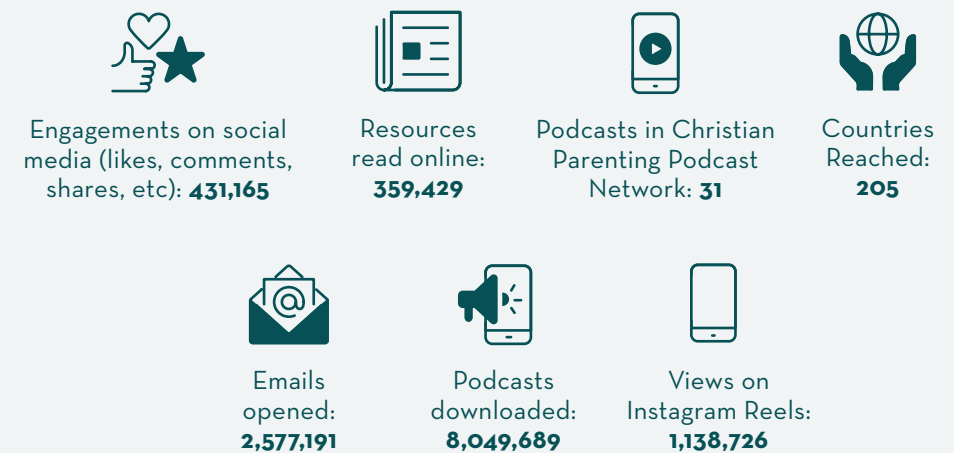 Engagements on social
media (likes, comments,
shares, etc): 431,165
Resources
read online:
359,429
Podcasts in Christian
Parenting Podcast
Network: 31
Countries
Reached:
205
@
Emails
opened:
2,577,191
Podcasts
downloaded:
8,049,689
Views on
Instagram Reels:
1,138,726